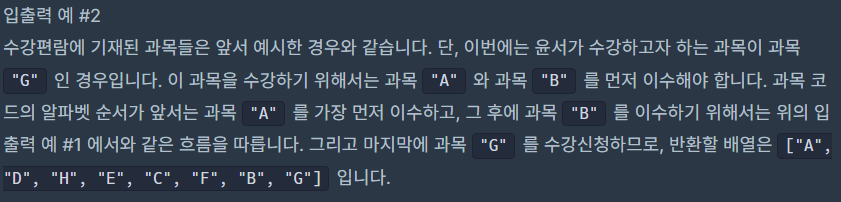 입출력 예 #2
수강편람에 기재된 과목들은 앞서 예시한 경우와 같습니다. 단, 이번에는 윤서가 수강하고자 하는 과목이 과목
"G" 인 경우입니다. 이 과목을 수강하기 위해서는 과목 "A" 와 과목 "B" 를 먼저 이수해야 합니다. 과목 코
드의 알파벳 순서가 앞서는 과목 "A" 를 가장 먼저 이수하고, 그 후에 과목 "B" 를 이수하기 위해서는 위의 입
출력 예 #1 에서와 같은 흐름을 따릅니다. 그리고 마지막에 과목 "G" 를 수강신청하므로, 반환할 배열은 ["A",
"D", "H", "E", "C", "F", "B", "G"] 입니다.